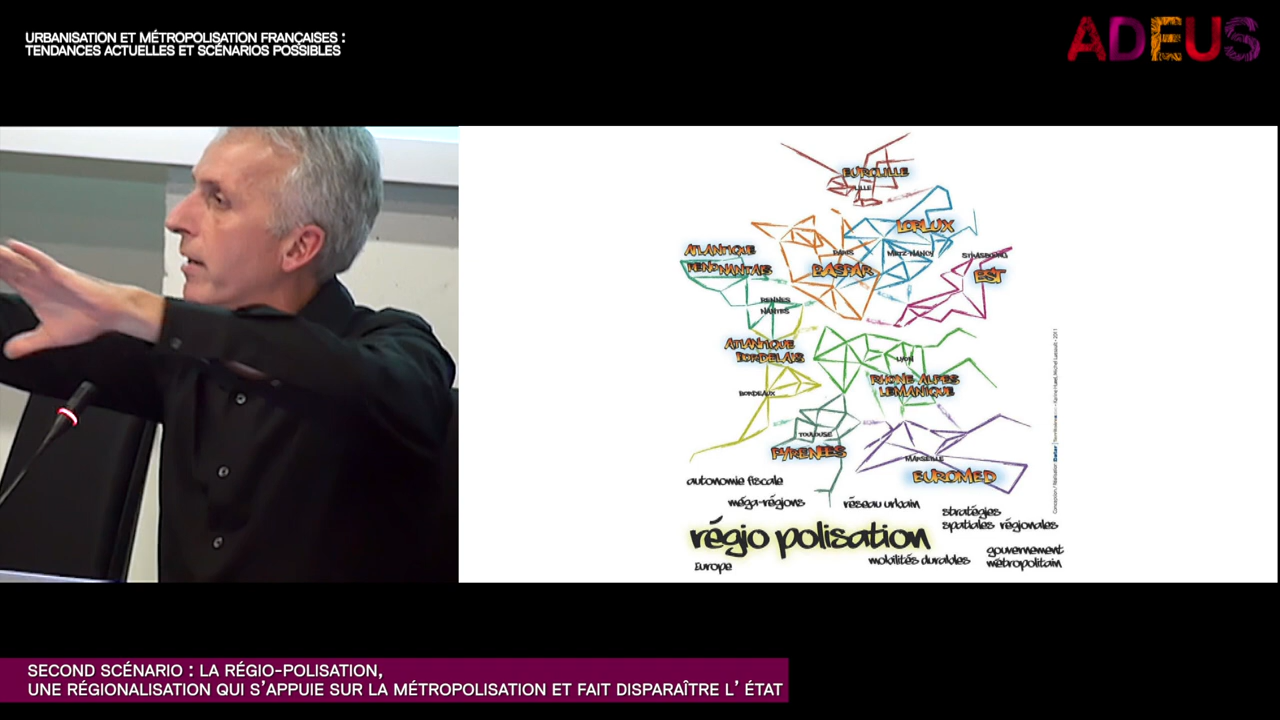 URBANISATION ET MÉTROPOLISATION FRANÇAISES :
TENDANCES ACTUELLES ET SCÉNARIOS POSSIBLES
ADEUS
EUROLILLE
LILLE
LORLUX
ATLANTIQUE
RENS NANTAIS
PARIS
METZ-NANCY
STRASBOURG
BASPAR
EST
RENNES
NANTES
ATLANTIQUE
BORDELAIS
LYON
RHONE ALPES
LEMANIQUE
BORDEAUX
TOULOUSE
PYRENEES
MARSEILLE
EUROMED
autonomie fiscale
méga-régions
réseau urbain
stratégies
spatiales régionales
régio polisation
mobilités durables
gouvernement
métropolitain
Europe
SECOND SCÉNARIO : LA RÉGIO-POLISATION,
UNE RÉGIONALISATION QUI S'APPUIE SUR LA MÉTROPOLISATION ET FAIT DISPARAÎTRE L' ÉTAT